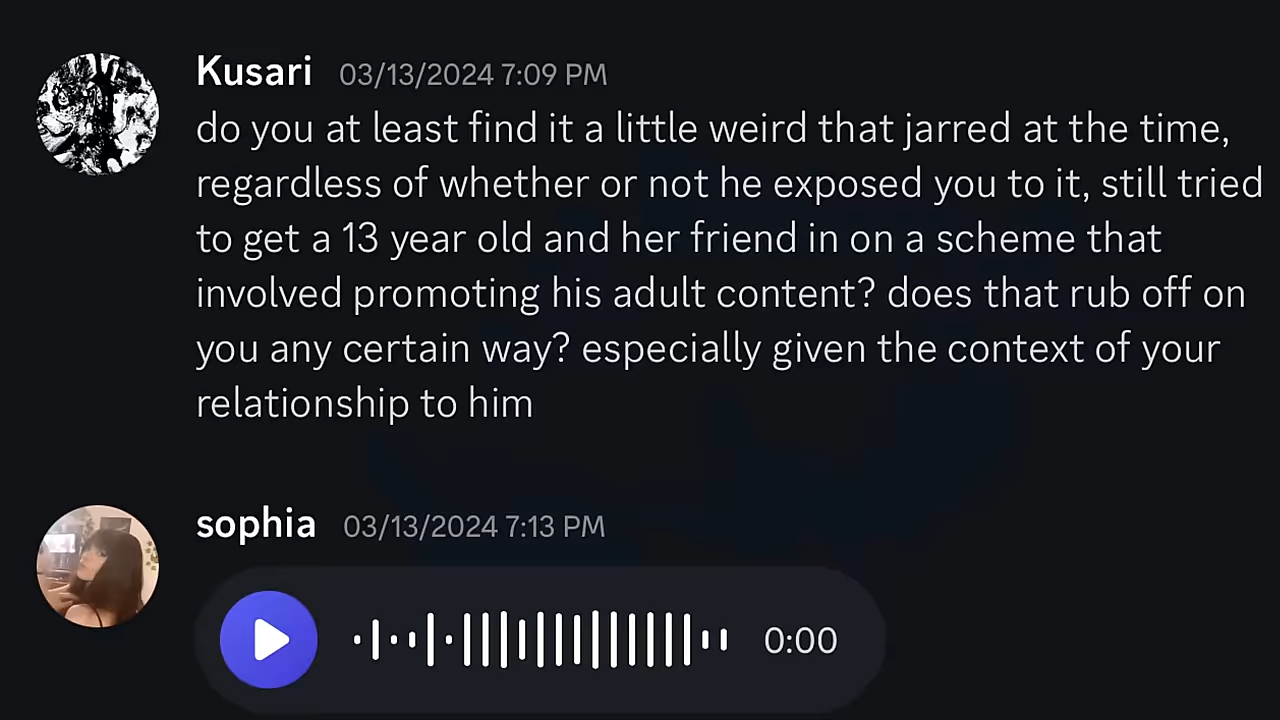 Kusari 03/13/2024 7:09 PM
do you at least find it a little weird that jarred at the time,
regardless of whether or not he exposed you to it, still tried
to get a 13 year old and her friend in on a scheme that
involved promoting his adult content? does that rub off on
you any certain way? especially given the context of your
relationship to him
sophia 03/13/2024 7:13 PM
0:00